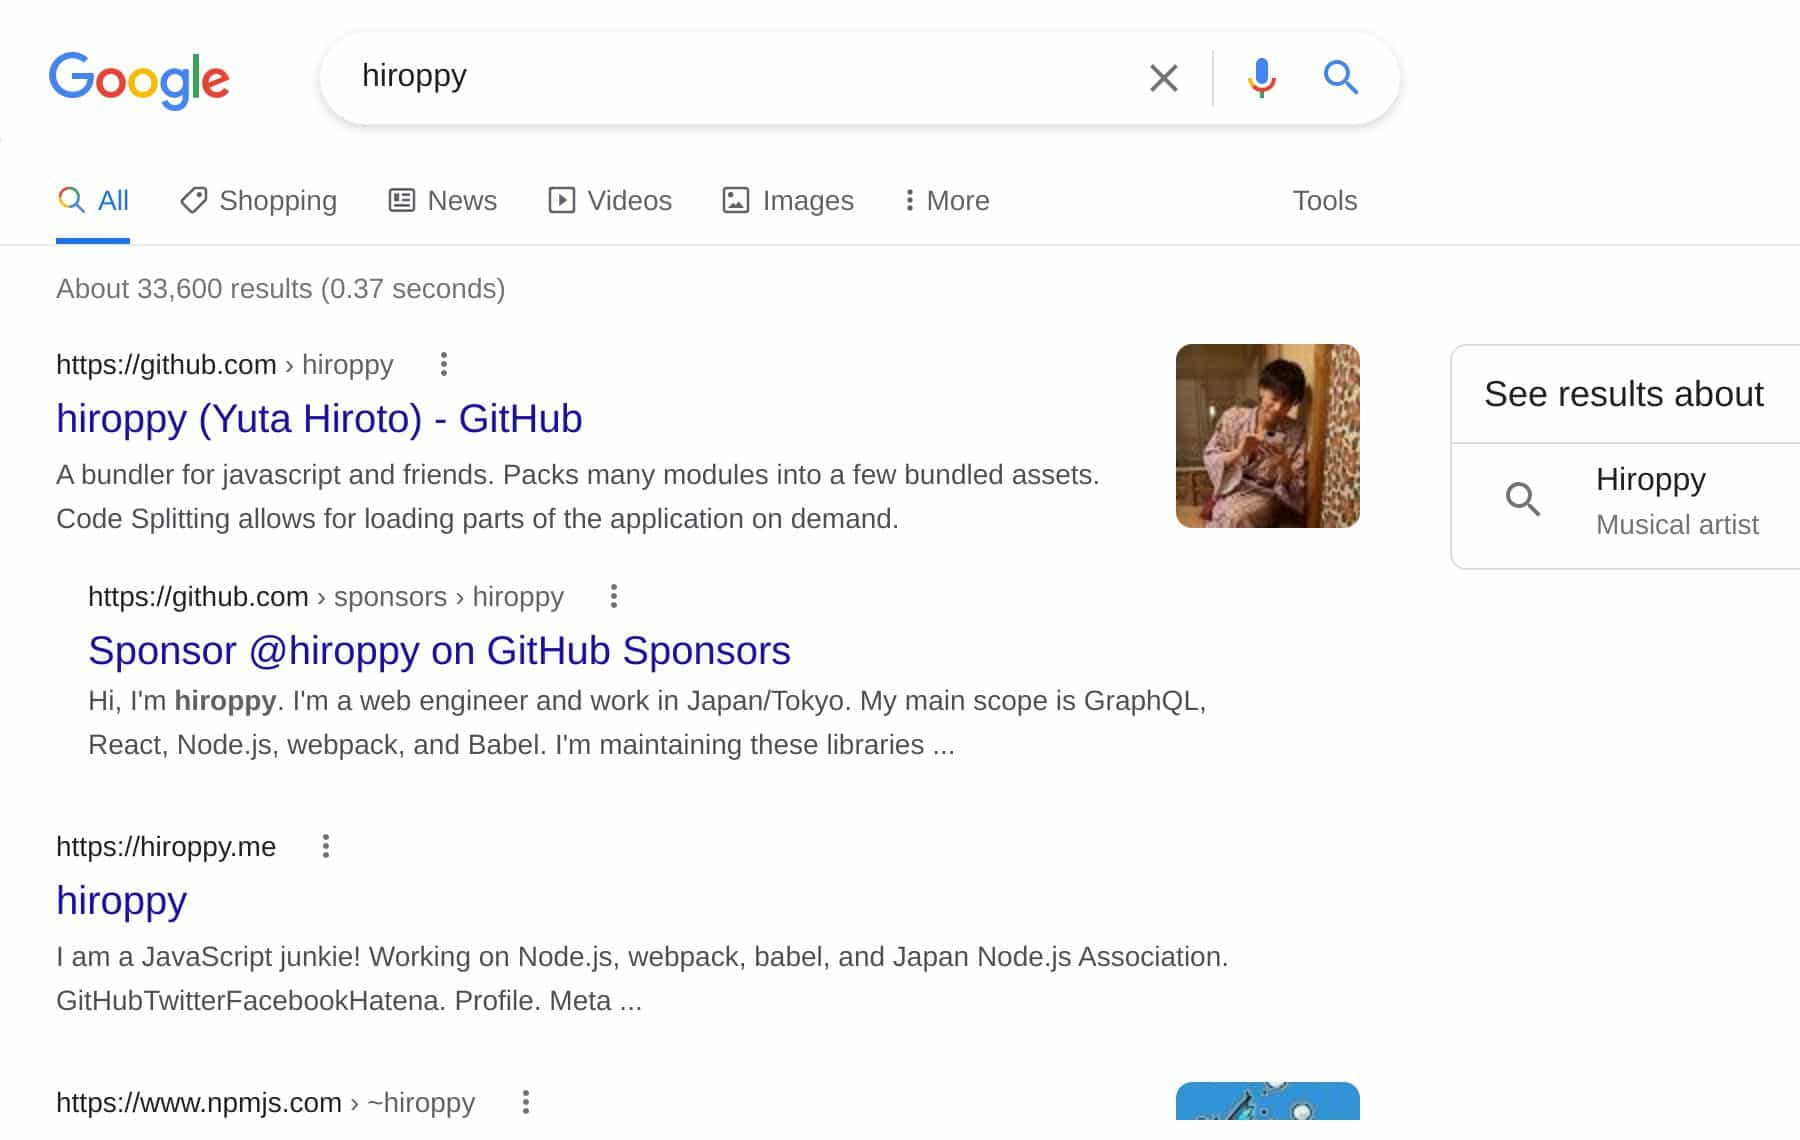 Google
hiroppy
All
Shopping
News
Videos
Images
More
Tools
About 33,600 results (0.37 seconds)
https://github.com › hiroppy
hiroppy (Yuta Hiroto) - GitHub
A bundler for javascript and friends. Packs many modules into a few bundled assets.
Code Splitting allows for loading parts of the application on demand.
https://github.com › sponsors › hiroppy
Sponsor @hiroppy on GitHub Sponsors
Hi, I'm hiroppy. I'm a web engineer and work in Japan/Tokyo. My main scope is GraphQL,
React, Node.js, webpack, and Babel. I'm maintaining these libraries ...
https://hiroppy.me
hiroppy
I am a JavaScript junkie! Working on Node.js, webpack, babel, and Japan Node.js Association.
GitHubTwitterFacebookHatena. Profile. Meta ...
https://www.npmjs.com › ~hiroppy
See results about
Hiroppy
Musical artist